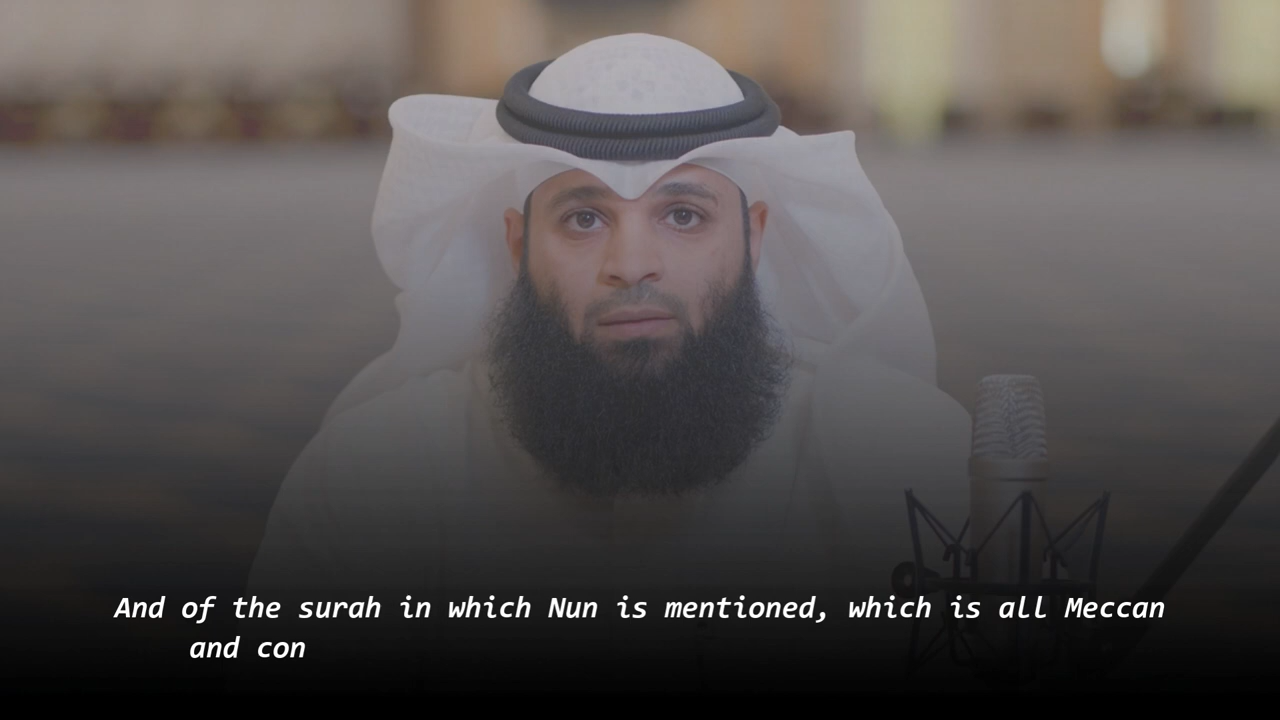 And of the surah in which Nun is mentioned, which is all Meccan
and con